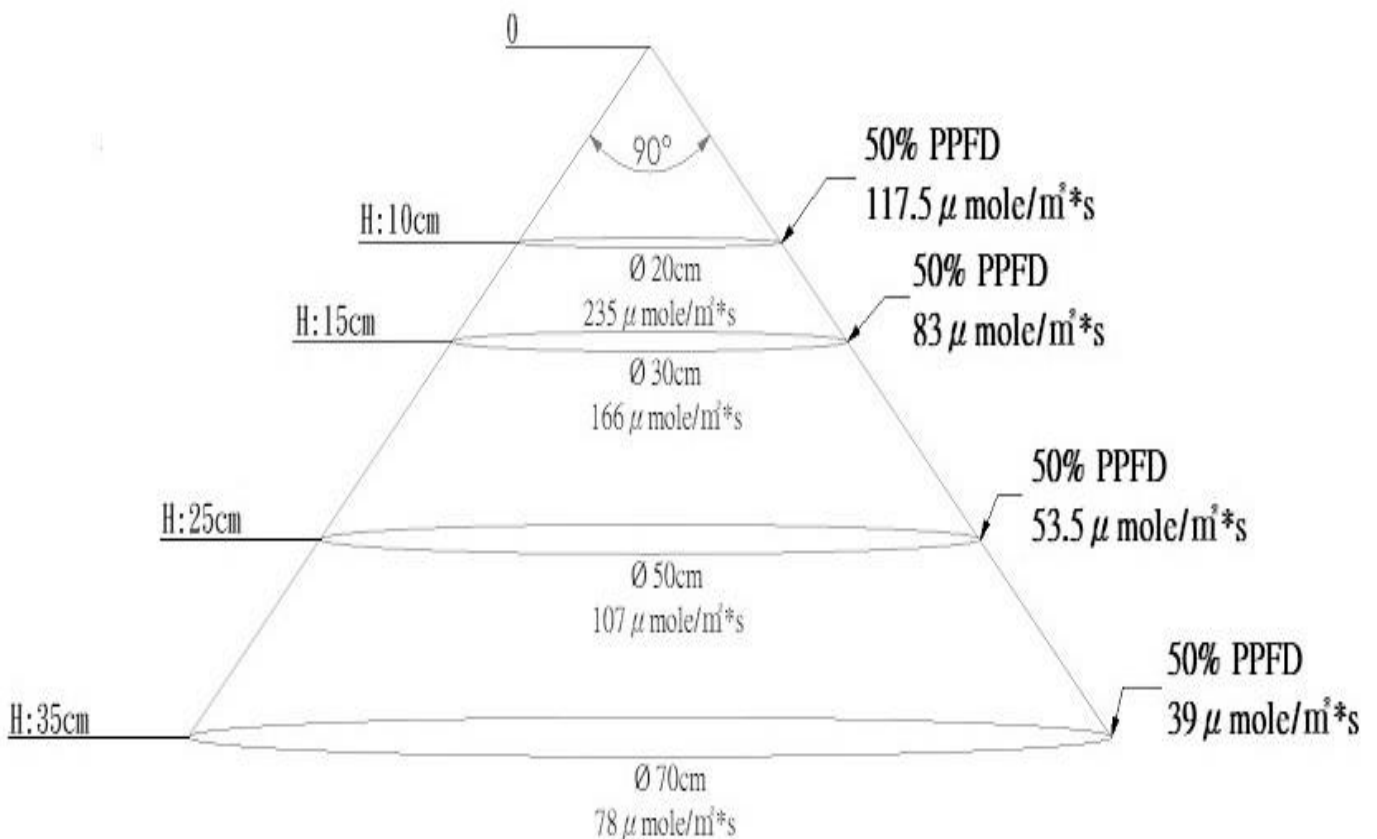 0
90°
50% PPFD
117.5 μ mole/m²*s
H:10cm
Ø 20cm
235 μ mole/m²*s
50% PPFD
83 μ mole/m²*s
H:15cm
Ø 30cm
166 μ mole/m²*s
50% PPFD
53.5 μ mole/m²*s
H:25cm
Ø 50cm
107 μ mole/m²*s
50% PPFD
39 μ mole/m²*s
H:35cm
Ø 70cm
78 μ mole/m²*s